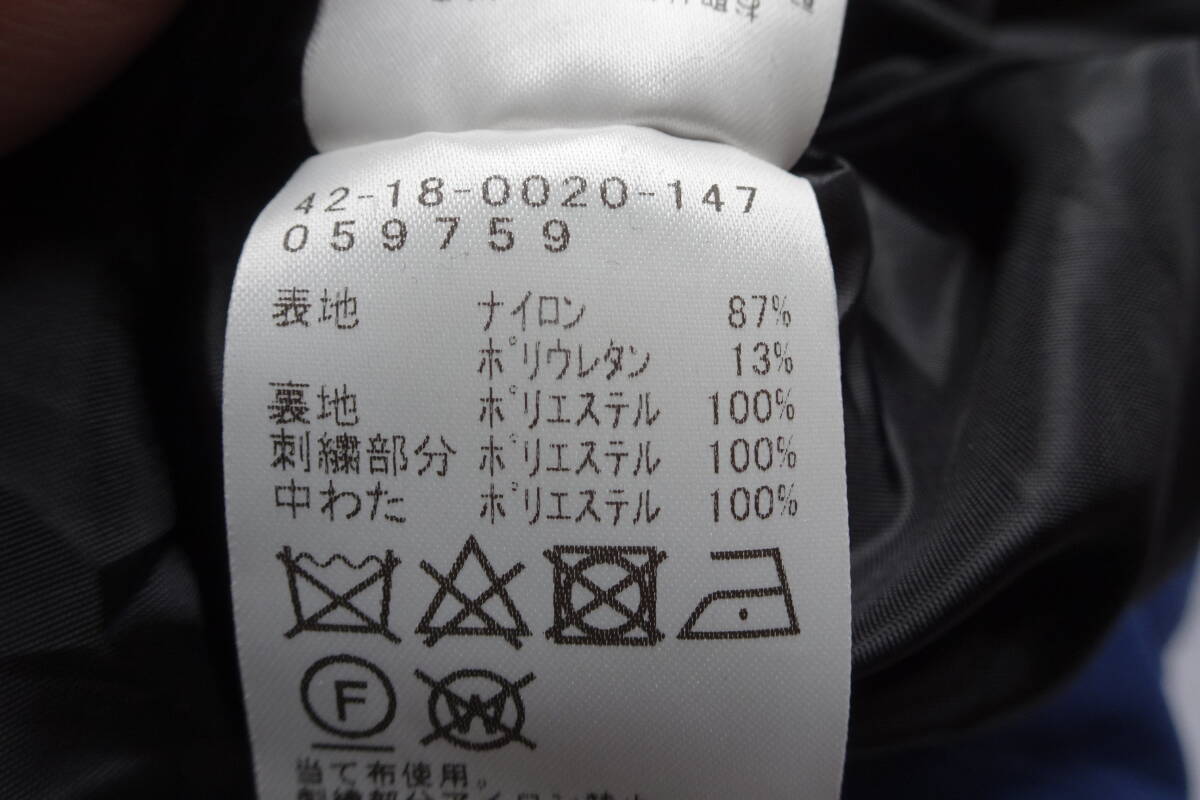 42-18-0020-147
059759
表地 ナイロン 87%
ポリウレタン 13%
裏地 ポリエステル 100%
刺繍部分 ポリエステル 100%
中わた ポリエステル 100%
F
W
当て布使用。